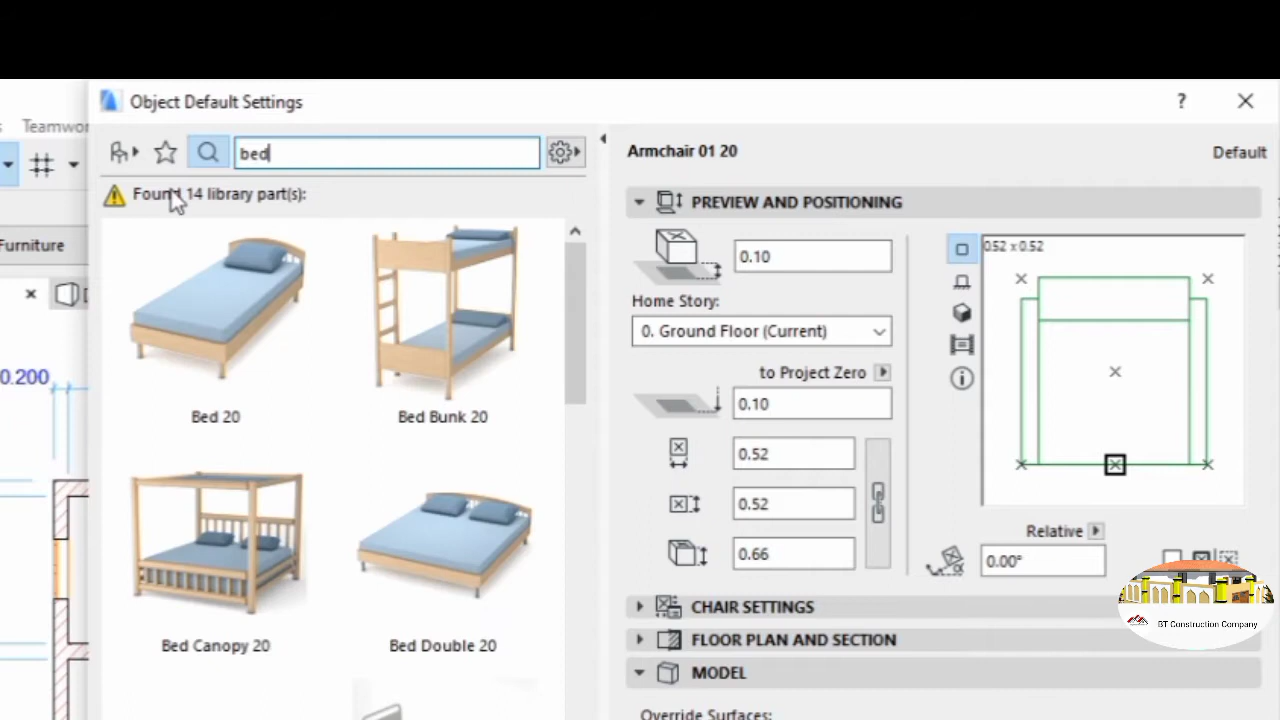 Object Default Settings
?
Teamwor
bed
Armchair 01 20
Default
Found 14 library part(s):
PREVIEW AND POSITIONING
Furniture
0.10
0.52 x 0.52
Home Story:
0. Ground Floor (Current)
0.200
to Project Zero
0.10
Bed 20
Bed Bunk 20
0.52
0.52
Relative
0.66
0.00°
CHAIR SETTINGS
BT Construction Company
Bed Canopy 20
Bed Double 20
FLOOR PLAN AND SECTION
MODEL
Override Surfaces: